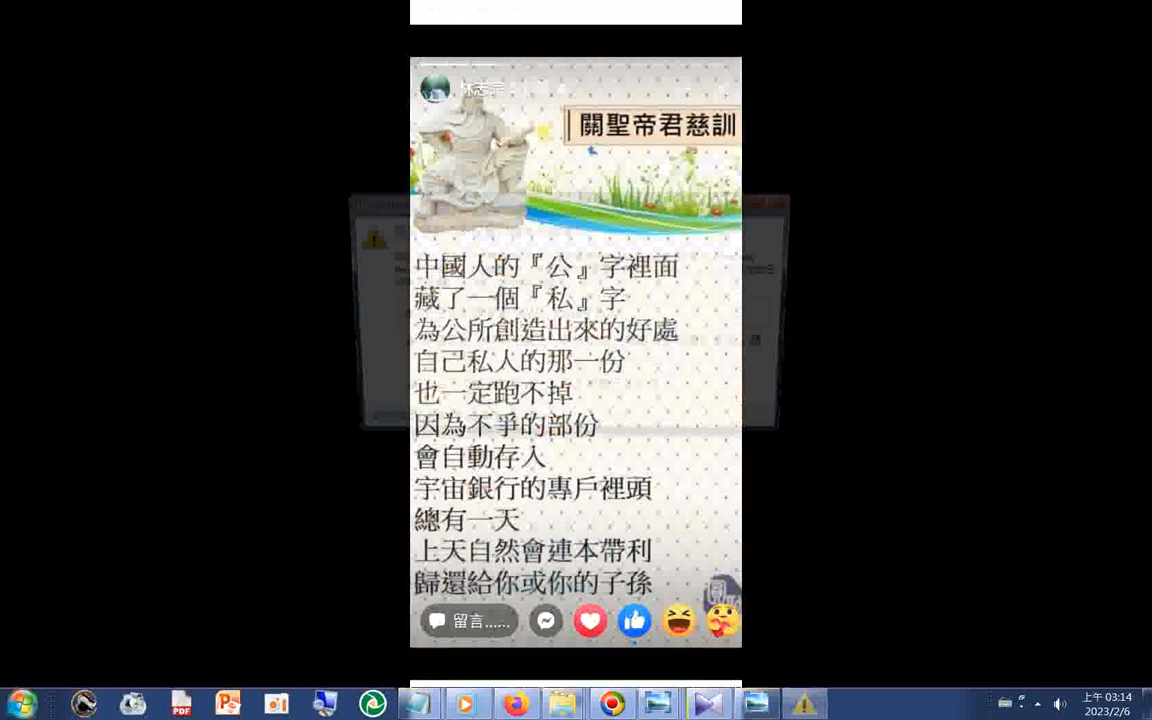 關聖帝君慈訓
中國人的『公』字裡面
藏了一個『私』字
為公所創造出來的好處
自己私人的那一份
也一定跑不掉
因為不爭的部份
會自動存入
宇宙銀行的專戶裡頭
總有一天
上天自然會連本帶利
歸還給你或你的子孫
留言......
PDF
上午 03:14
2023/2/6